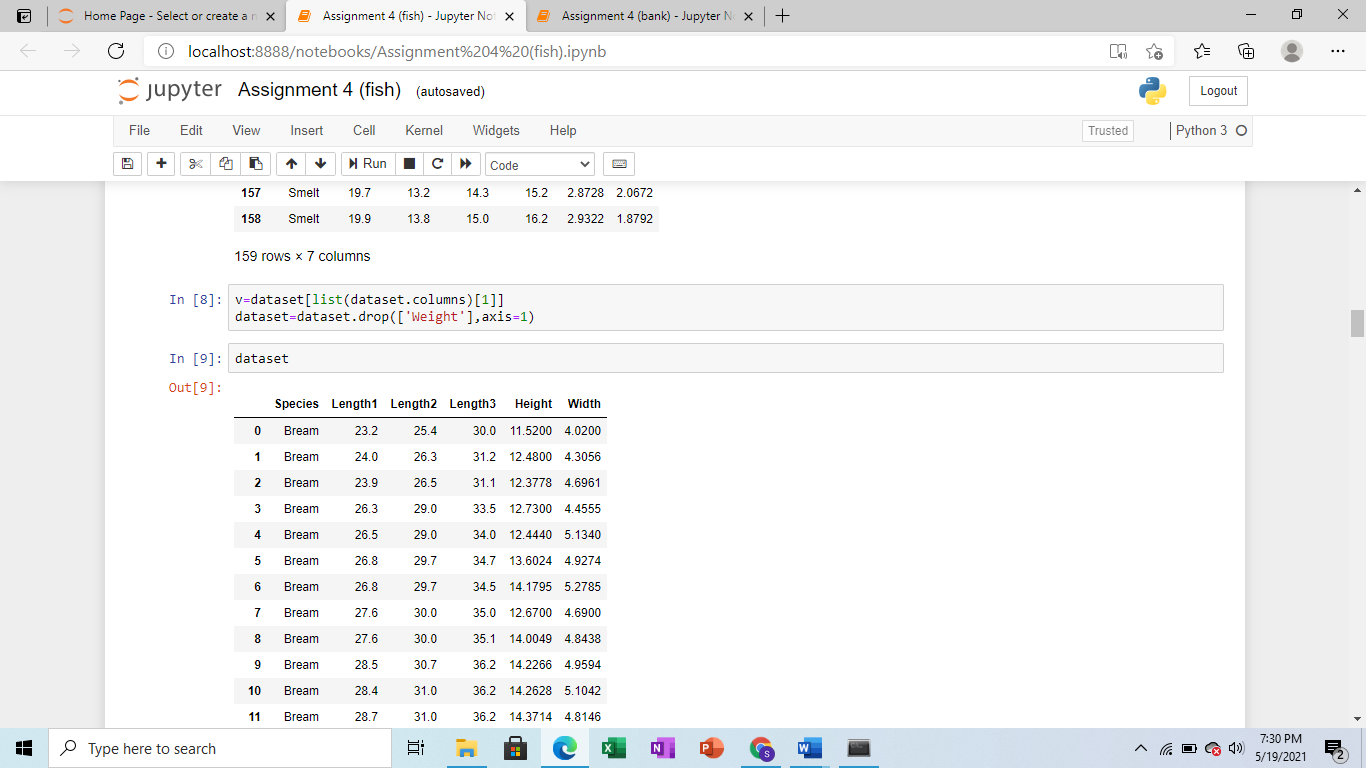 Home Page - Select or create a n
Assignment 4 (fish) - Jupyter Not
Assignment 4 (bank) - Jupyter N
localhost:8888/notebooks/Assignment%204%20(fish).ipynb
jupyter Assignment 4 (fish) (autosaved)
Logout
File Edit View Insert Cell Kernel Widgets Help
Trusted
Python 3
Run
Code
157 Smelt 19.7 13.2 14.3 15.2 2.8728 2.0672
158 Smelt 19.9 13.8 15.0 16.2 2.9322 1.8792
159 rows × 7 columns
In [8]: v=dataset[list(dataset.columns)[1]]
dataset=dataset.drop(['Weight'],axis=1)
In [9]: dataset
Out[9]:
Species Length1 Length2 Length3 Height Width
0 Bream 23.2 25.4 30.0 11.5200 4.0200
1 Bream 24.0 26.3 31.2 12.4800 4.3056
2 Bream 23.9 26.5 31.1 12.3778 4.6961
3 Bream 26.3 29.0 33.5 12.7300 4.4555
4 Bream 26.5 29.0 34.0 12.4440 5.1340
5 Bream 26.8 29.7 34.7 13.6024 4.9274
6 Bream 26.8 29.7 34.5 14.1795 5.2785
7 Bream 27.6 30.0 35.0 12.6700 4.6900
8 Bream 27.6 30.0 35.1 14.0049 4.8438
9 Bream 28.5 30.7 36.2 14.2266 4.9594
10 Bream 28.4 31.0 36.2 14.2628 5.1042
11 Bream 28.7 31.0 36.2 14.3714 4.8146
Type here to search
7:30 PM
5/19/2021
2